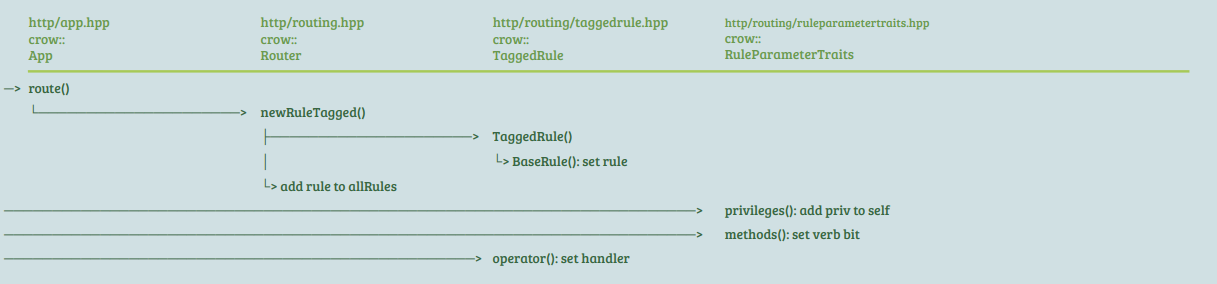 http/app.hpp http/routing.hpp http/routing/taggedrule.hpp http/routing/ruleparametertraits.hpp
crow:: crow:: crow:: crow::
App Router TaggedRule RuleParameterTraits
─> route()
└─────────────> newRuleTagged()
├─────────────> TaggedRule()
│ └> BaseRule(): set rule
└> add rule to allRules
─────────────> privileges(): add priv to self
─────────────> methods(): set verb bit
─────────────> operator(): set handler